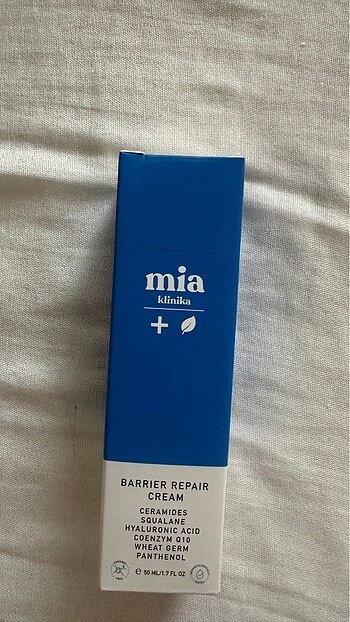 mia
klinika
BARRIER REPAIR
CREAM
CERAMIDES
SQUALANE
HYALURONIC ACID
COENZYM Q10
WHEAT GERM
PANTHENOL
℮ 50 ML/1.7 FL OZ